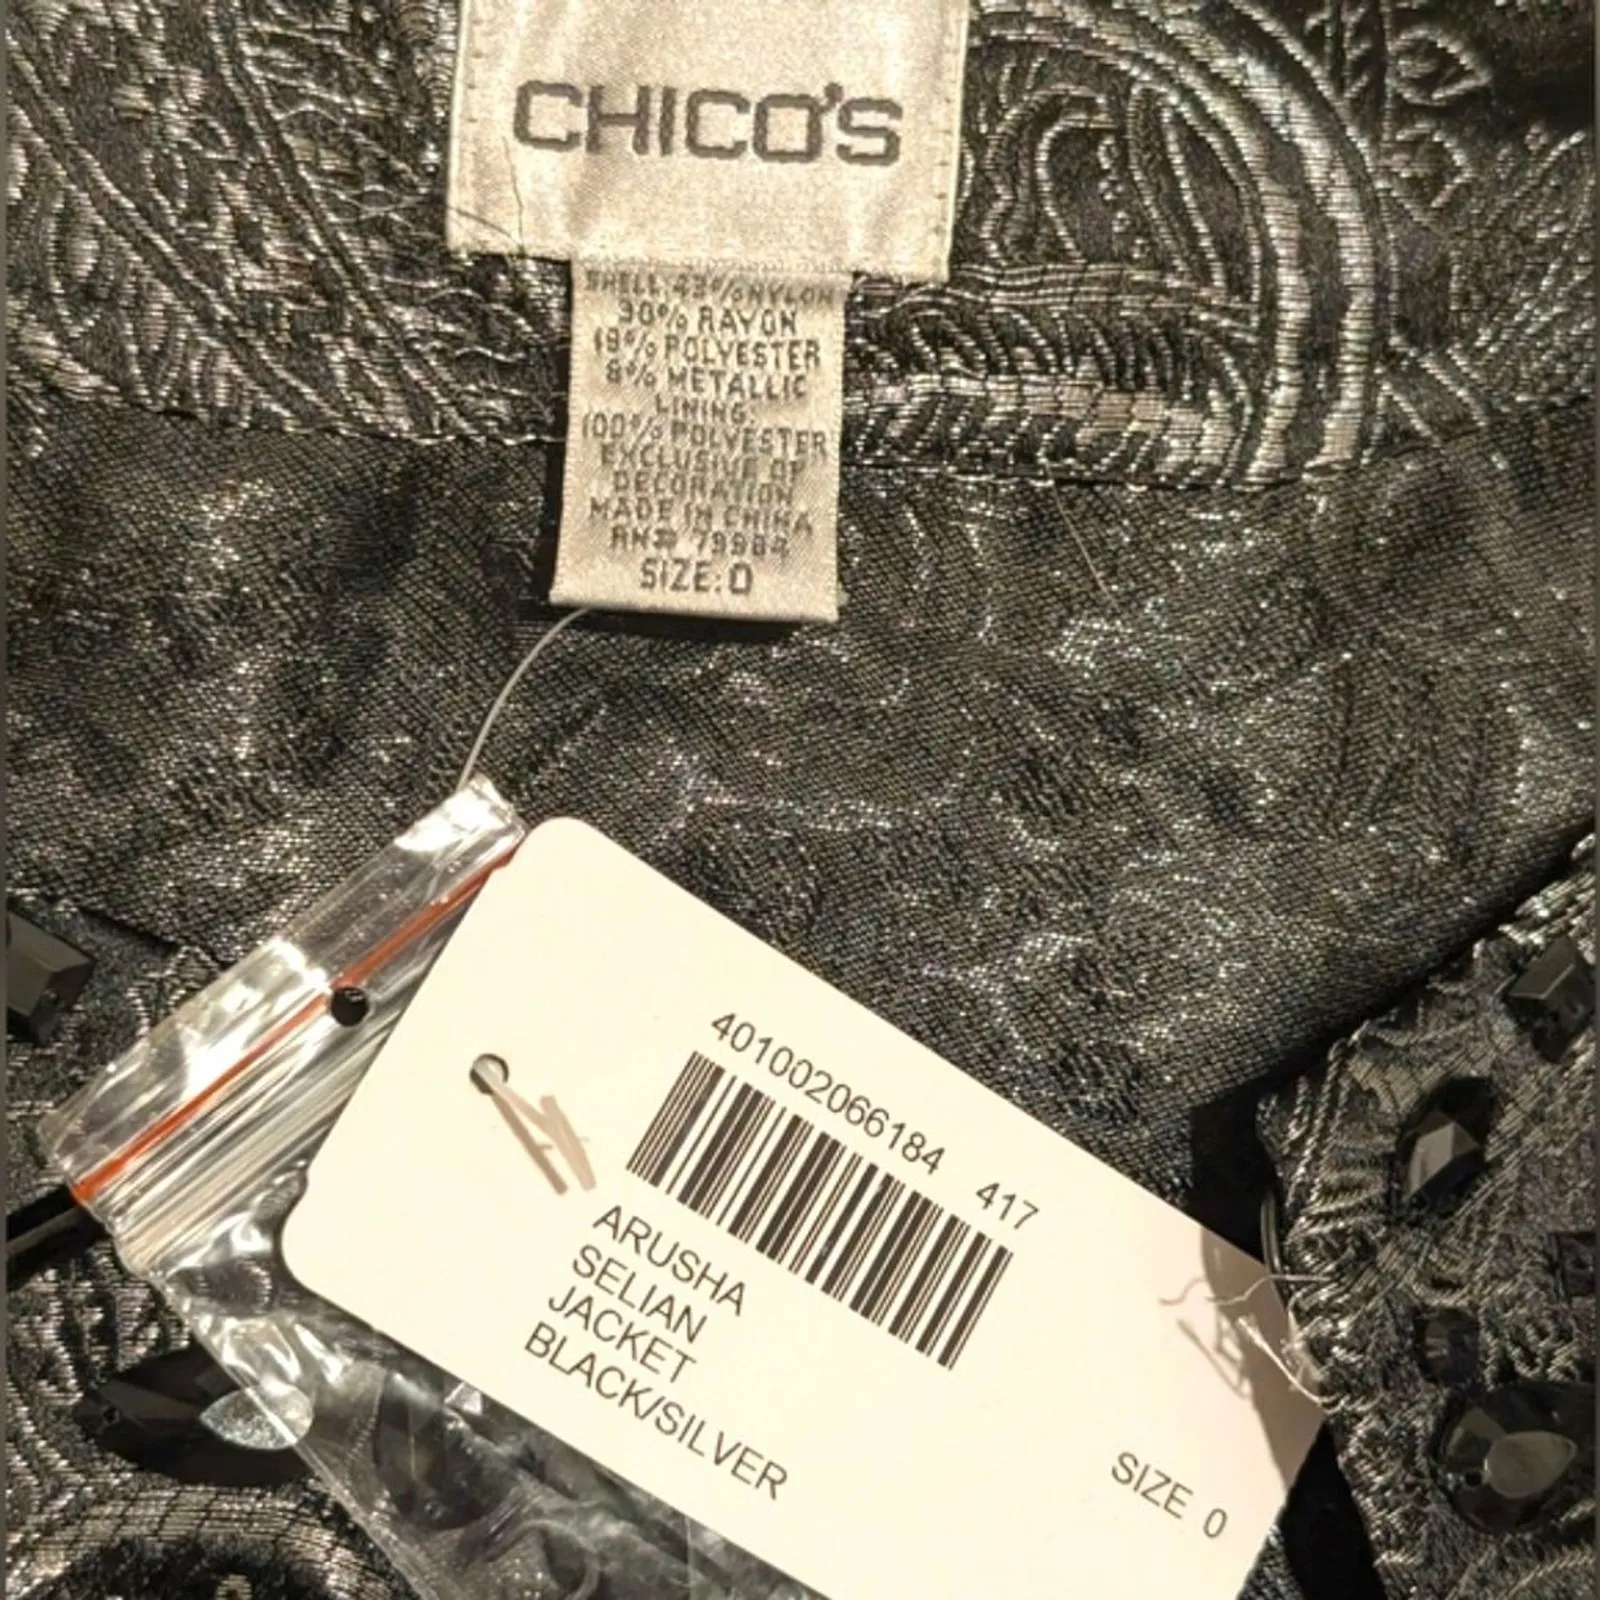 CHICO'S
SHELL: 43% NYLON
30% RAYON
19% POLYESTER
8% METALLIC
LINING:
100% POLYESTER
EXCLUSIVE OF
DECORATION
MADE IN CHINA
RN# 79984
SIZE: 0
401002066184 417
ARUSHA
SELIAN
JACKET
BLACK/SILVER
SIZE 0